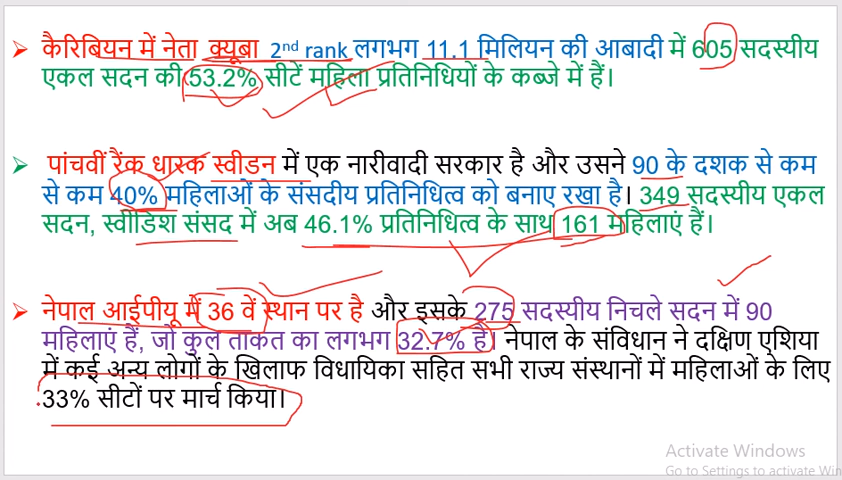 ➢ कैरिबियन में नेता क्यूबा 2nd rank लगभग 11.1 मिलियन की आबादी में 605 सदस्यीय
एकल सदन की 53.2% सीटें महिला प्रतिनिधियों के कब्जे में हैं।
➢ पांचवीं रैंक धारक स्वीडन में एक नारीवादी सरकार है और उसने 90 के दशक से कम
से कम 40% महिलाओं के संसदीय प्रतिनिधित्व को बनाए रखा है। 349 सदस्यीय एकल
सदन, स्वीडिश संसद में अब 46.1% प्रतिनिधित्व के साथ 161 महिलाएं हैं।
➢ नेपाल आईपीयू में 36 वें स्थान पर है और इसके 275 सदस्यीय निचले सदन में 90
महिलाएं हैं, जो कुल ताकत का लगभग 32.7% है। नेपाल के संविधान ने दक्षिण एशिया
में कई अन्य लोगों के खिलाफ विधायिका सहित सभी राज्य संस्थानों में महिलाओं के लिए
33% सीटों पर मार्च किया।
Activate Windows
Go to Settings to activate Win